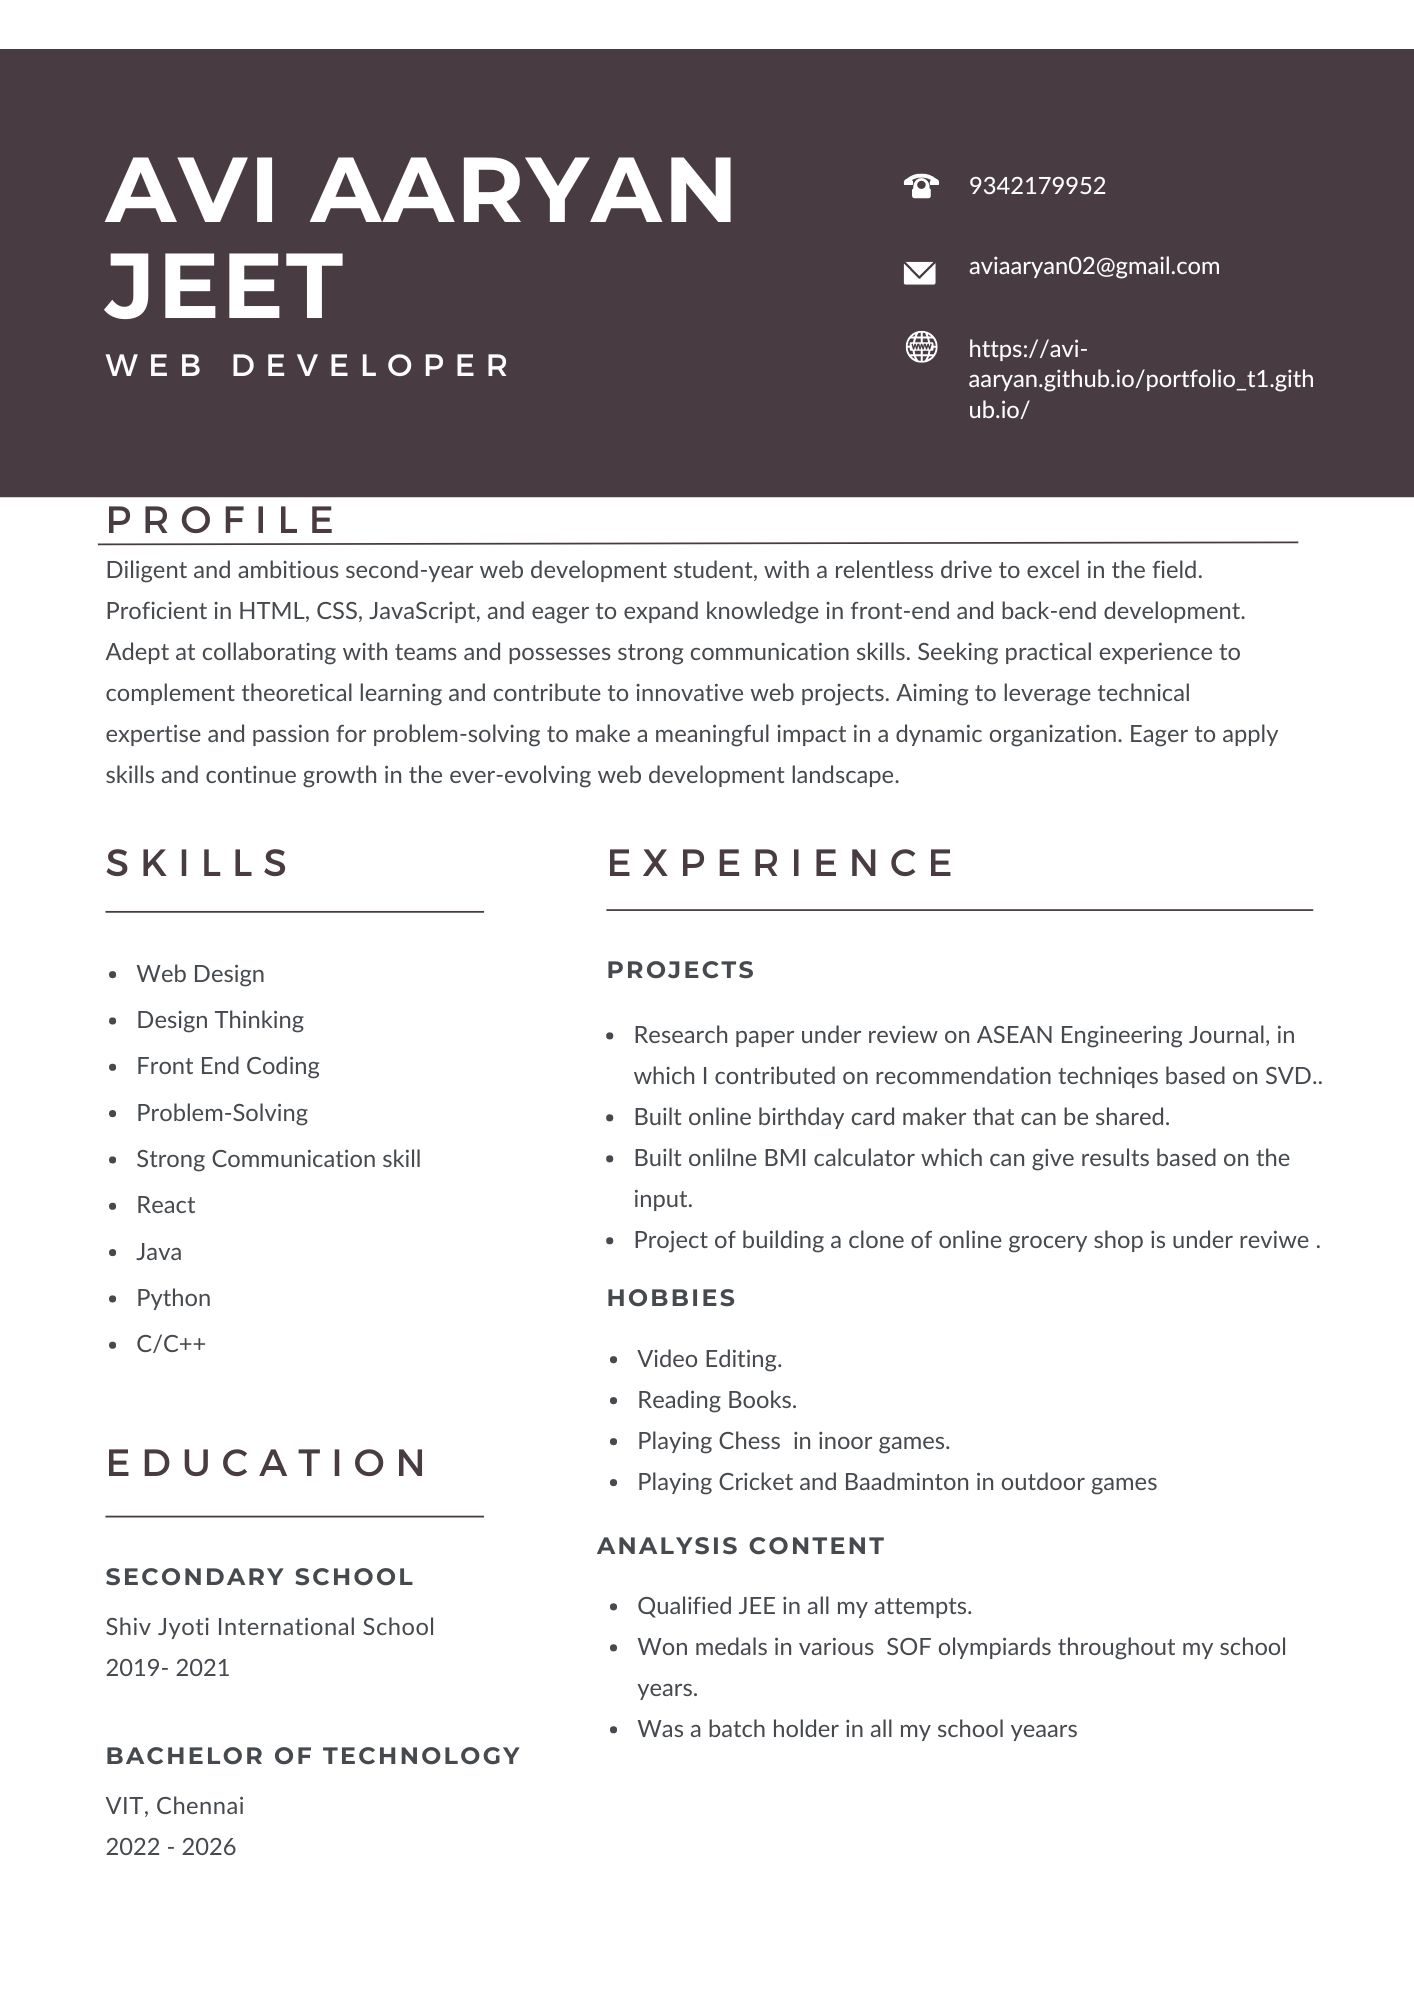 AVI AARYAN
JEET
WEB DEVELOPER
9342179952
aviaaryan02@gmail.com
https://avi-
aaryan.github.io/portfolio_t1.gith
ub.io/
PROFILE
Diligent and ambitious second-year web development student, with a relentless drive to excel in the field.
Proficient in HTML, CSS, JavaScript, and eager to expand knowledge in front-end and back-end development.
Adept at collaborating with teams and possesses strong communication skills. Seeking practical experience to
complement theoretical learning and contribute to innovative web projects. Aiming to leverage technical
expertise and passion for problem-solving to make a meaningful impact in a dynamic organization. Eager to apply
skills and continue growth in the ever-evolving web development landscape.
SKILLS
• Web Design
• Design Thinking
• Front End Coding
• Problem-Solving
• Strong Communication skill
• React
• Java
• Python
• C/C++
EDUCATION
SECONDARY SCHOOL
Shiv Jyoti International School
2019- 2021
BACHELOR OF TECHNOLOGY
VIT, Chennai
2022 - 2026
EXPERIENCE
PROJECTS
• Research paper under review on ASEAN Engineering Journal, in
which I contributed on recommendation techniqes based on SVD..
• Built online birthday card maker that can be shared.
• Built onlilne BMI calculator which can give results based on the
input.
• Project of building a clone of online grocery shop is under reviwe .
HOBBIES
• Video Editing.
• Reading Books.
• Playing Chess  in inoor games.
• Playing Cricket and Baadminton in outdoor games
ANALYSIS CONTENT
• Qualified JEE in all my attempts.
• Won medals in various  SOF olympiards throughout my school
years.
• Was a batch holder in all my school yeaars